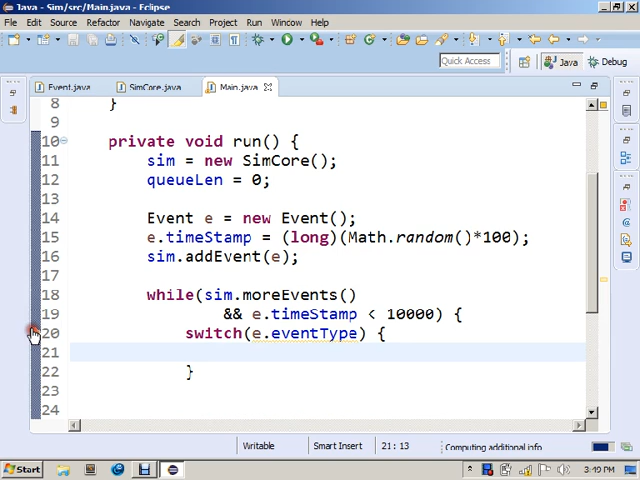 Java - Sim/src/Main.java - Eclipse
File Edit Source Refactor Navigate Search Project Run Window Help
Quick Access Java Debug
Event.java SimCore.java Main.java
8 }
9
10 private void run() {
11 sim = new SimCore();
12 queueLen = 0;
13
14 Event e = new Event();
15 e.timeStamp = (long)(Math.random()*100);
16 sim.addEvent(e);
17
18 while(sim.moreEvents()
19 && e.timeStamp < 10000) {
20 switch(e.eventType) {
21
22 }
23
24
Writable Smart Insert 21 : 13 Computing additional info
Start 3:49 PM